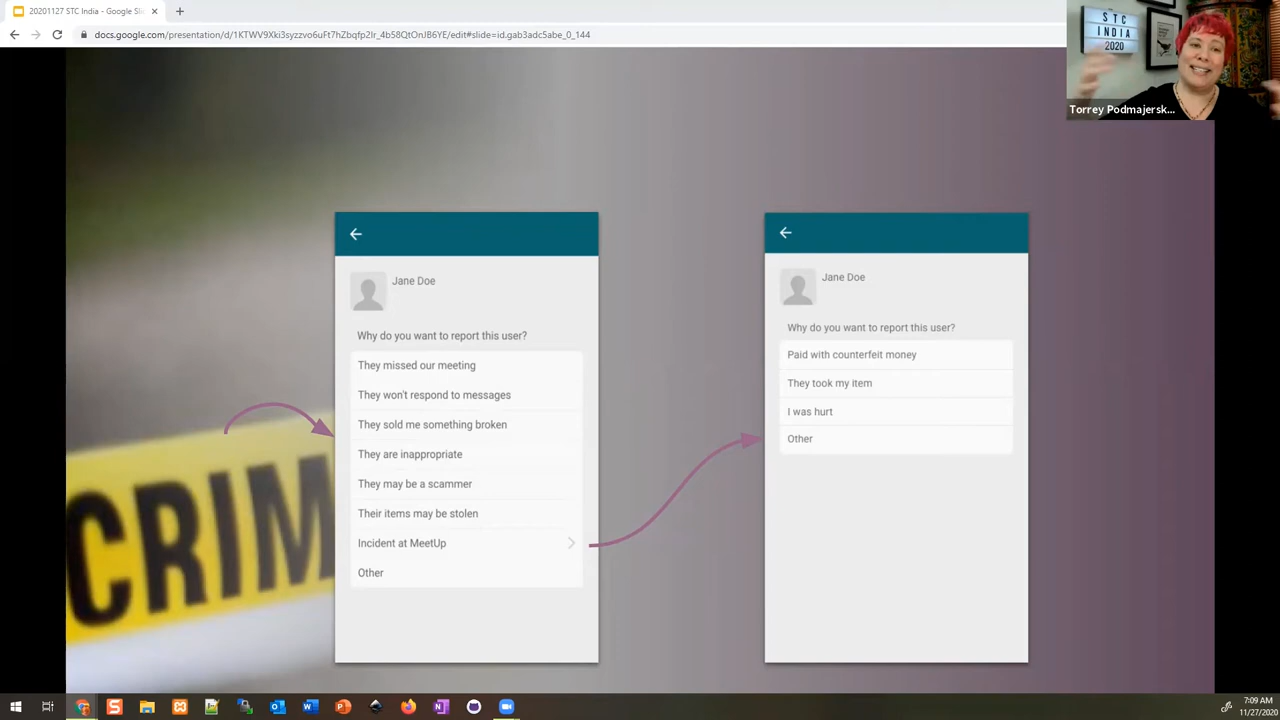 20201127 STC India - Google Sli
docs.google.com/presentation/d/1KTWV9Xki3syzzvo6uFt7hZbqfp2Ir_4b58QtOnJB6YE/edit#slide=id.gab3adc5abe_0_144
STC
INDIA
2020
Torrey Podmajersk...
CRIM
Jane Doe
Why do you want to report this user?
They missed our meeting
They won't respond to messages
They sold me something broken
They are inappropriate
They may be a scammer
Their items may be stolen
Incident at MeetUp
Other
Jane Doe
Why do you want to report this user?
Paid with counterfeit money
They took my item
I was hurt
Other
7:09 AM
11/27/2020